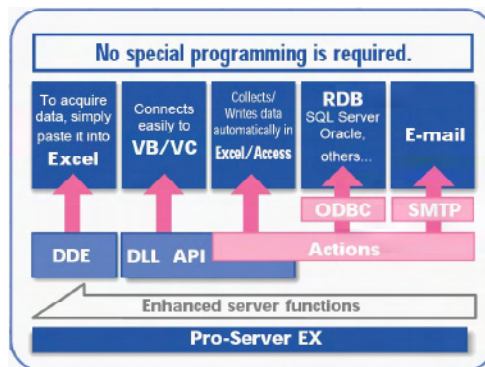 No special programming is required.
To acquire
data, simply
paste it into
Excel
Connects
easily to
VB/VC
Collects/
Writes data
automatically in
Excel/Access
RDB
SQL Server
Oracle,
others...
E-mail
ODBC
SMTP
DDE
DLL API
Actions
Enhanced server functions
Pro-Server EX